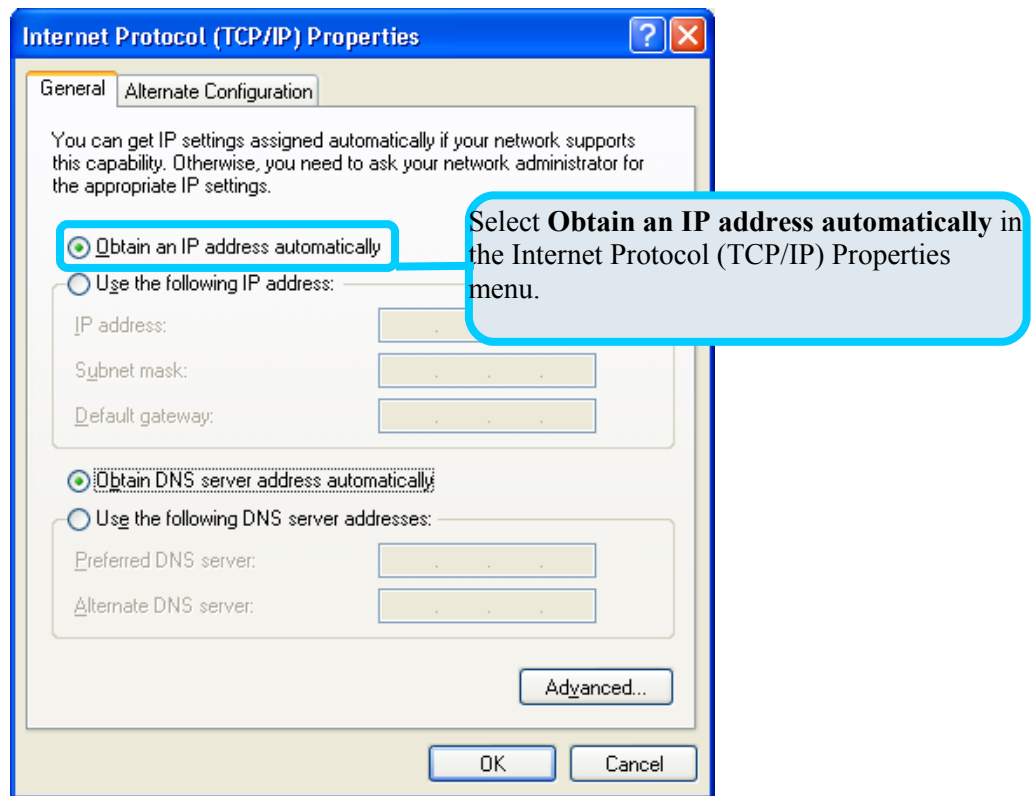 Internet Protocol (TCP/IP) Properties
General
Alternate Configuration
You can get IP settings assigned automatically if your network supports
this capability. Otherwise, you need to ask your network administrator for
the appropriate IP settings.
Select Obtain an IP address automatically in
the Internet Protocol (TCP/IP) Properties
menu.
Obtain an IP address automatically
Use the following IP address:
IP address:
Subnet mask:
Default gateway:
Obtain DNS server address automatically
Use the following DNS server addresses:
Preferred DNS server:
Alternate DNS server:
Advanced...
OK
Cancel